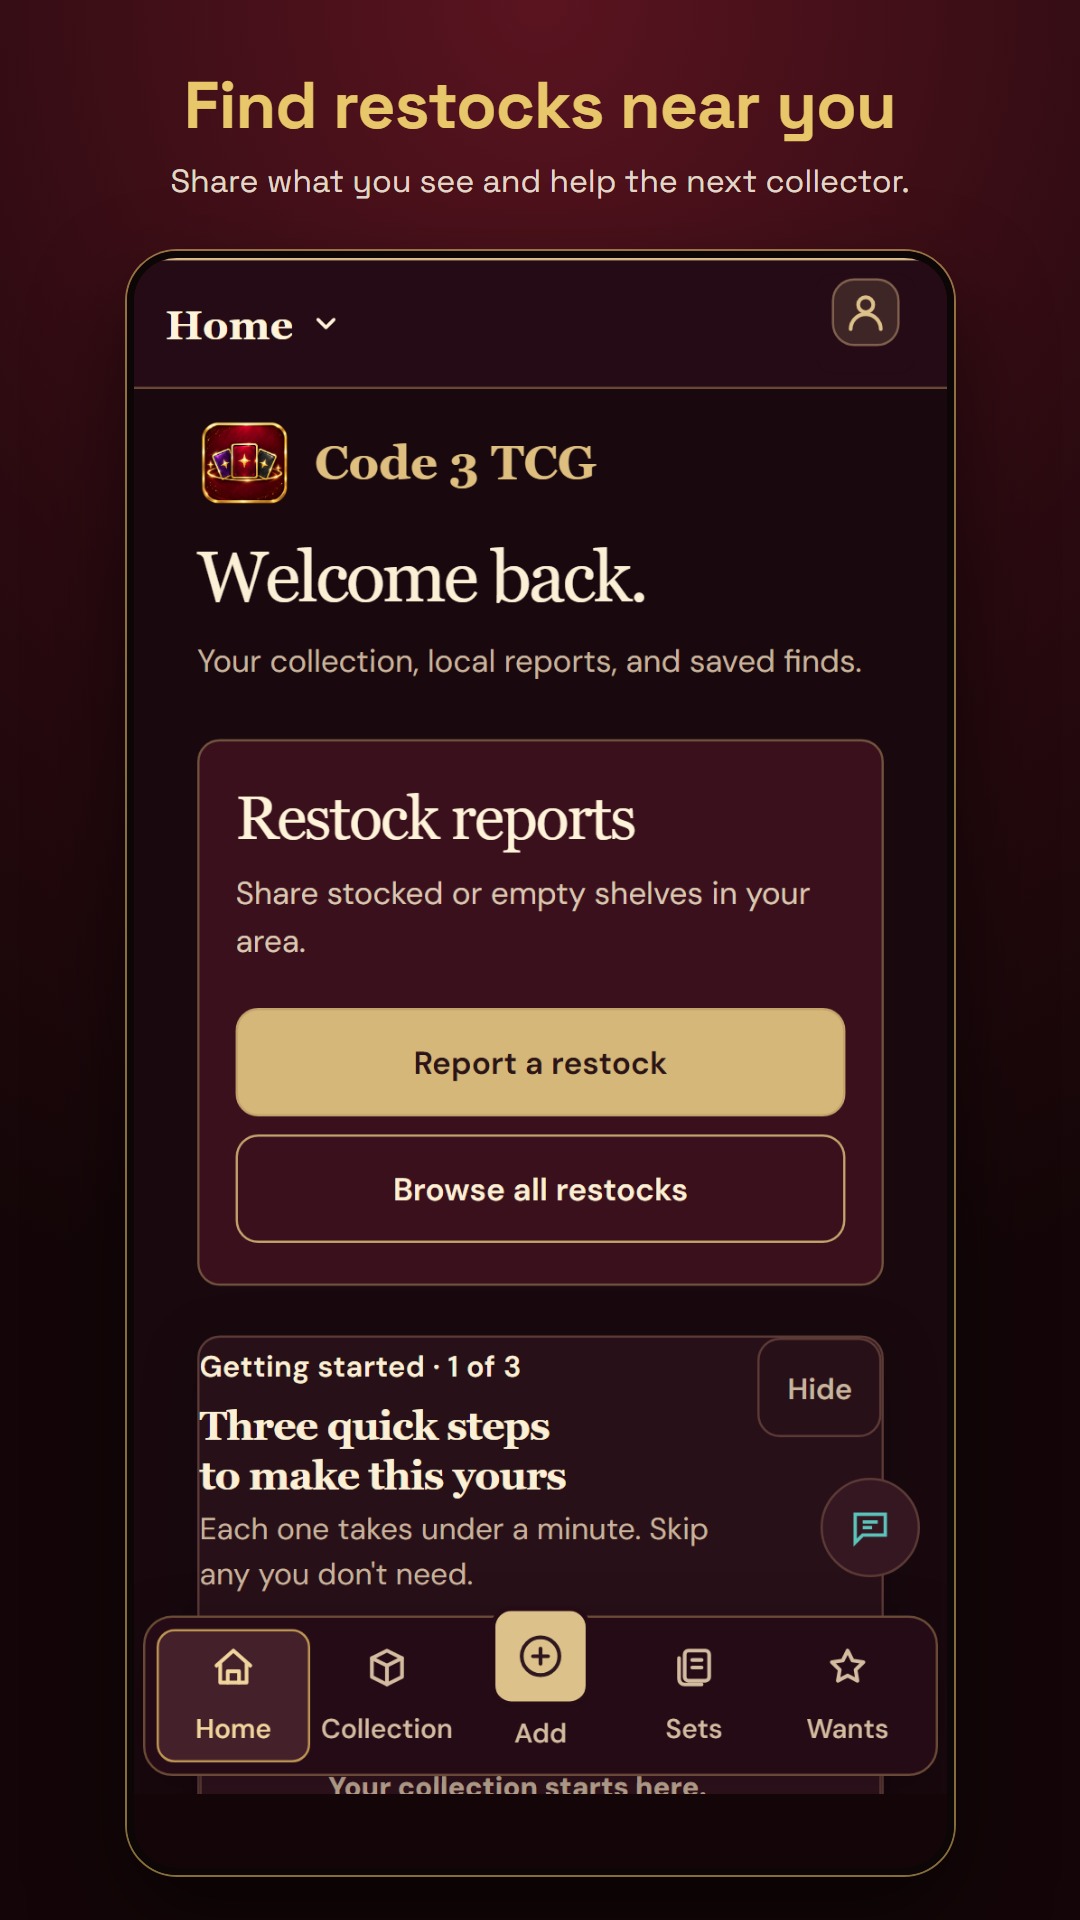 Find restocks near you
Share what you see and help the next collector.
Home
Code 3 TCG
Welcome back.
Your collection, local reports, and saved finds.
Restock reports
Share stocked or empty shelves in your
area.
Report a restock
Browse all restocks
Getting started · 1 of 3
Hide
Three quick steps
to make this yours
Each one takes under a minute. Skip
any you don't need.
Home
Collection
Add
Sets
Wants
Your collection starts here.